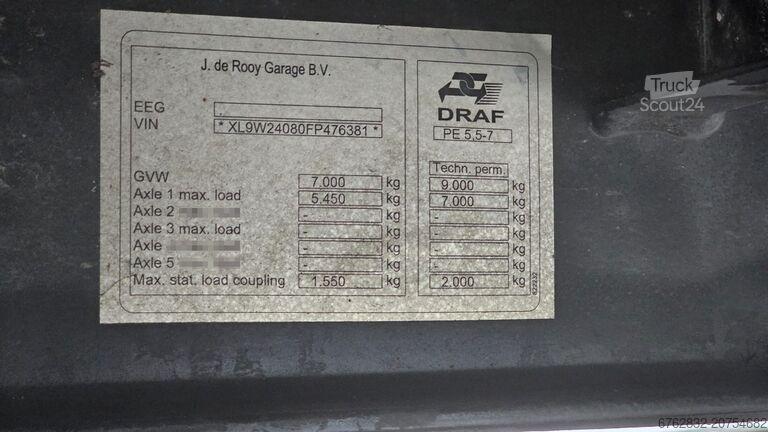 J. de Rooy Garage B.V.
DRAF
PE 5,5-7
EEG .
VIN * XL9W24080FP476381 *
Techn. perm.
GVW 7.000 kg 9.000 kg
Axle 1 max. load 5.450 kg 7.000 kg
Axle 2 - kg - kg
Axle 3 max. load - kg - kg
Axle - kg - kg
Axle 5 - kg - kg
Max. stat. load coupling 1.550 kg 2.000 kg
Truck
Scout24
6762832-20754682